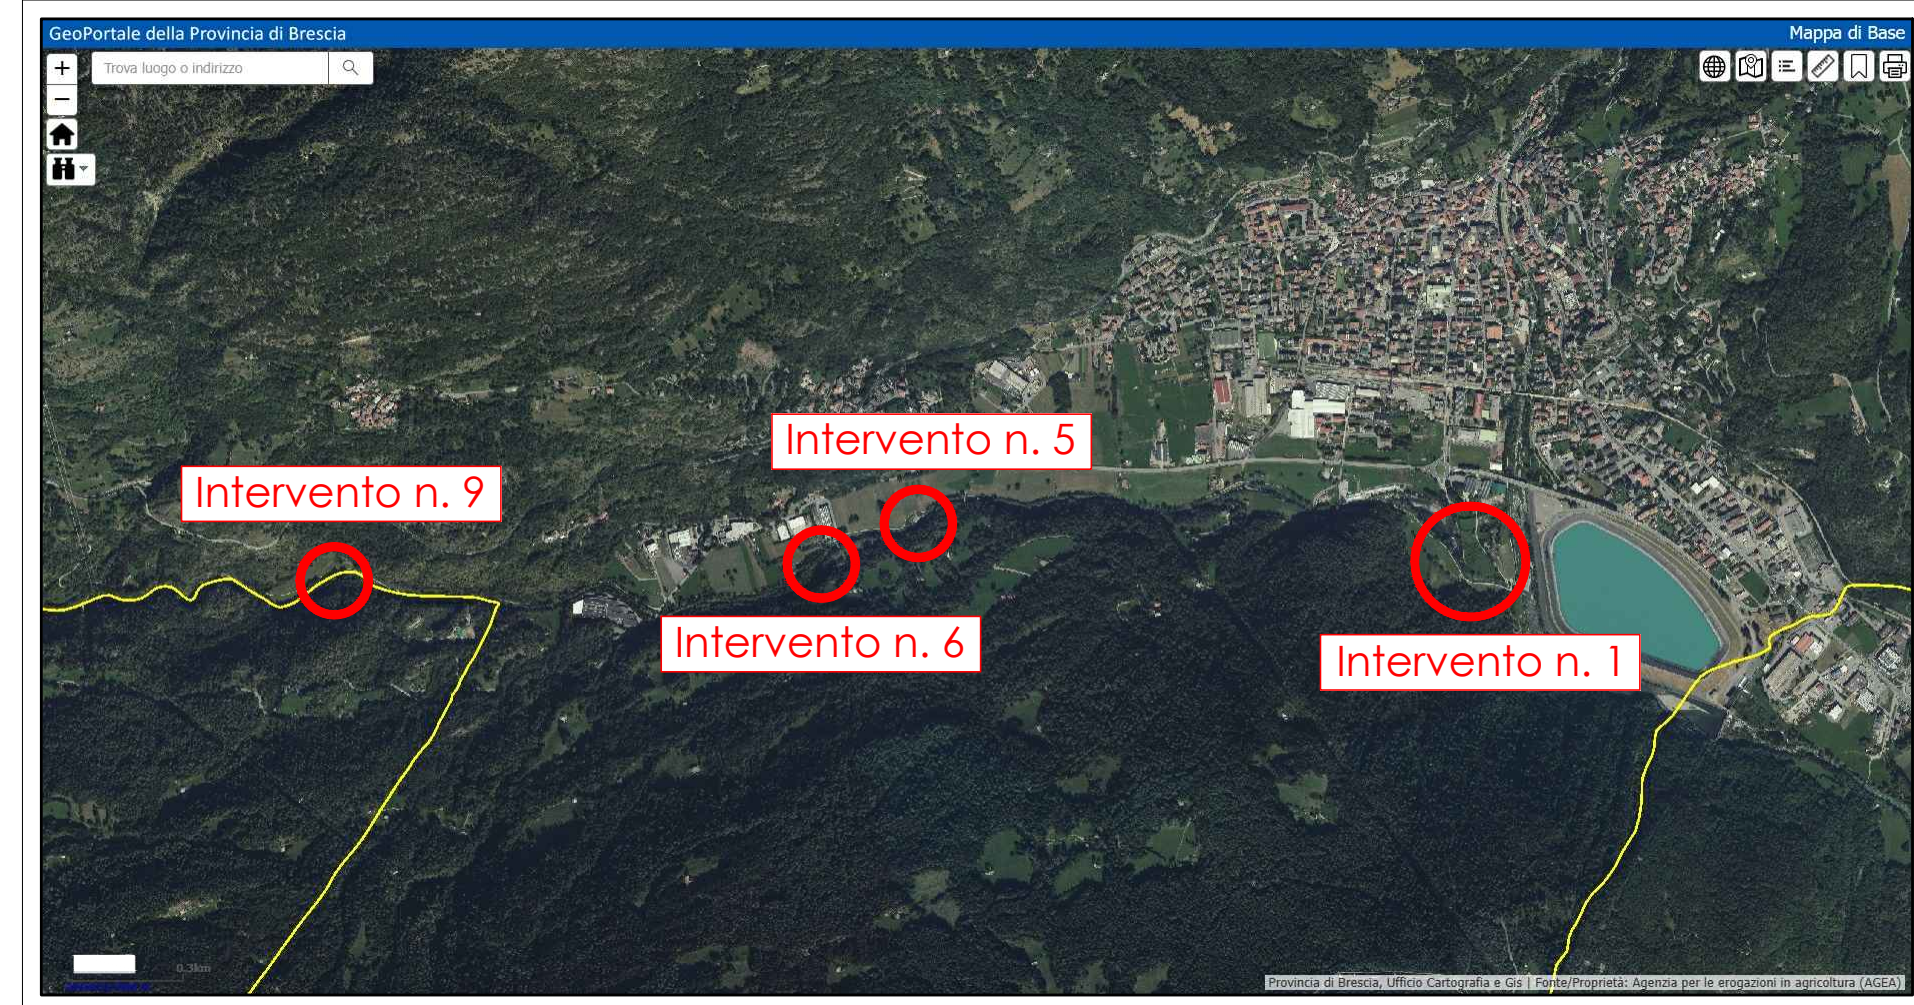 GeoPortale della Provincia di Brescia
Mappa di Base
+
Trova luogo o indirizzo
−
Intervento n. 5
Intervento n. 9
Intervento n. 6
Intervento n. 1
0.3km
Provincia di Brescia, Ufficio Cartografia e Gis | Fonte/Proprietà: Agenzia per le erogazioni in agricoltura (AGEA)